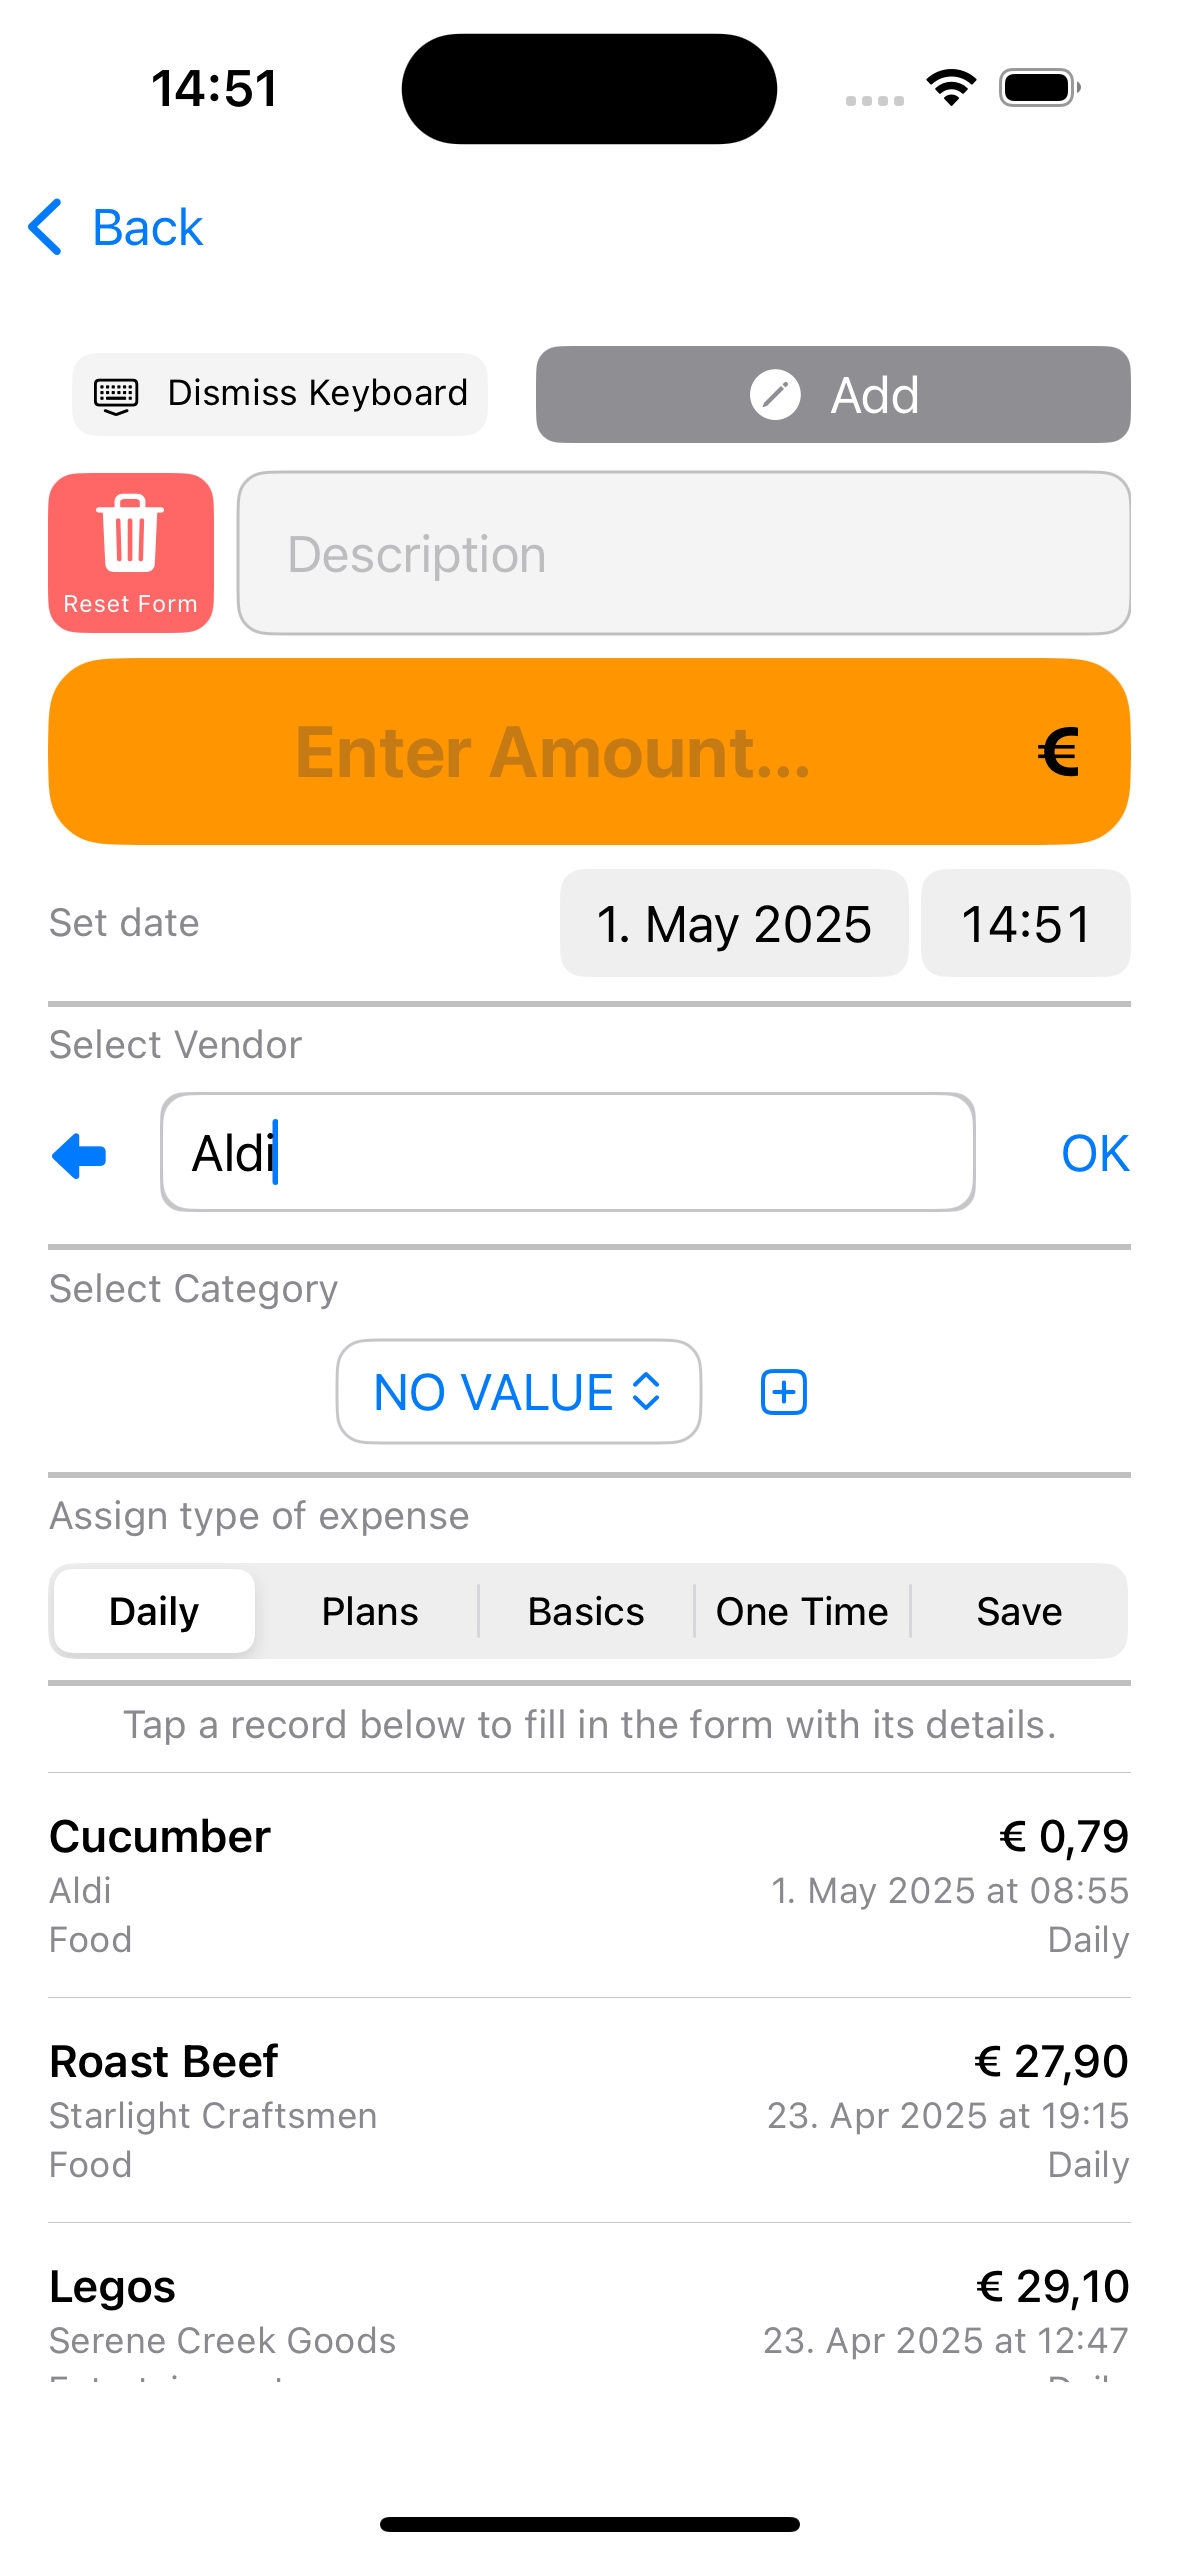 14:51
Back
Dismiss Keyboard
Add
Reset Form
Description
Enter Amount... €
Set date
1. May 2025
14:51
Select Vendor
Aldi
OK
Select Category
NO VALUE
Assign type of expense
Daily Plans Basics One Time Save
Tap a record below to fill in the form with its details.
Cucumber € 0,79
Aldi 1. May 2025 at 08:55
Food Daily
Roast Beef € 27,90
Starlight Craftsmen 23. Apr 2025 at 19:15
Food Daily
Legos € 29,10
Serene Creek Goods 23. Apr 2025 at 12:47